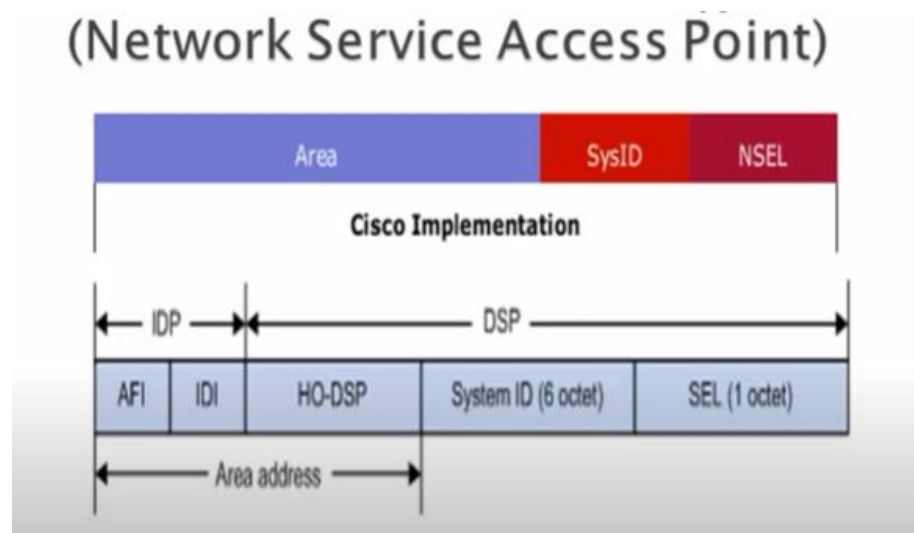 (Network Service Access Point)
Area SysID NSEL
Cisco Implementation
IDP DSP
AFI IDI HO-DSP System ID (6 octet) SEL (1 octet)
Area address